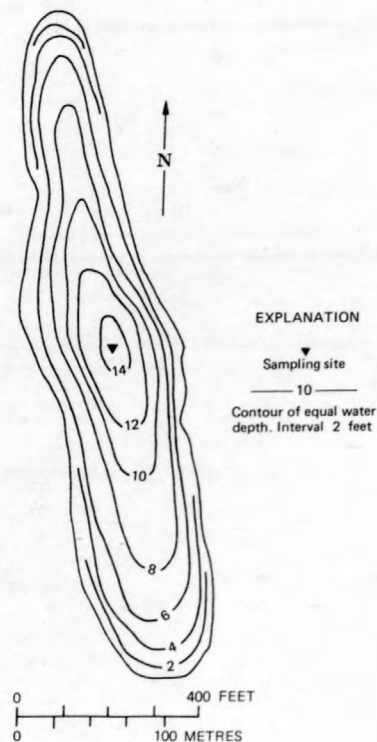 N
14
12
10
8
6
4
2
EXPLANATION
Sampling site
10
Contour of equal water
depth. Interval 2 feet
0 400 FEET
0 100 METRES